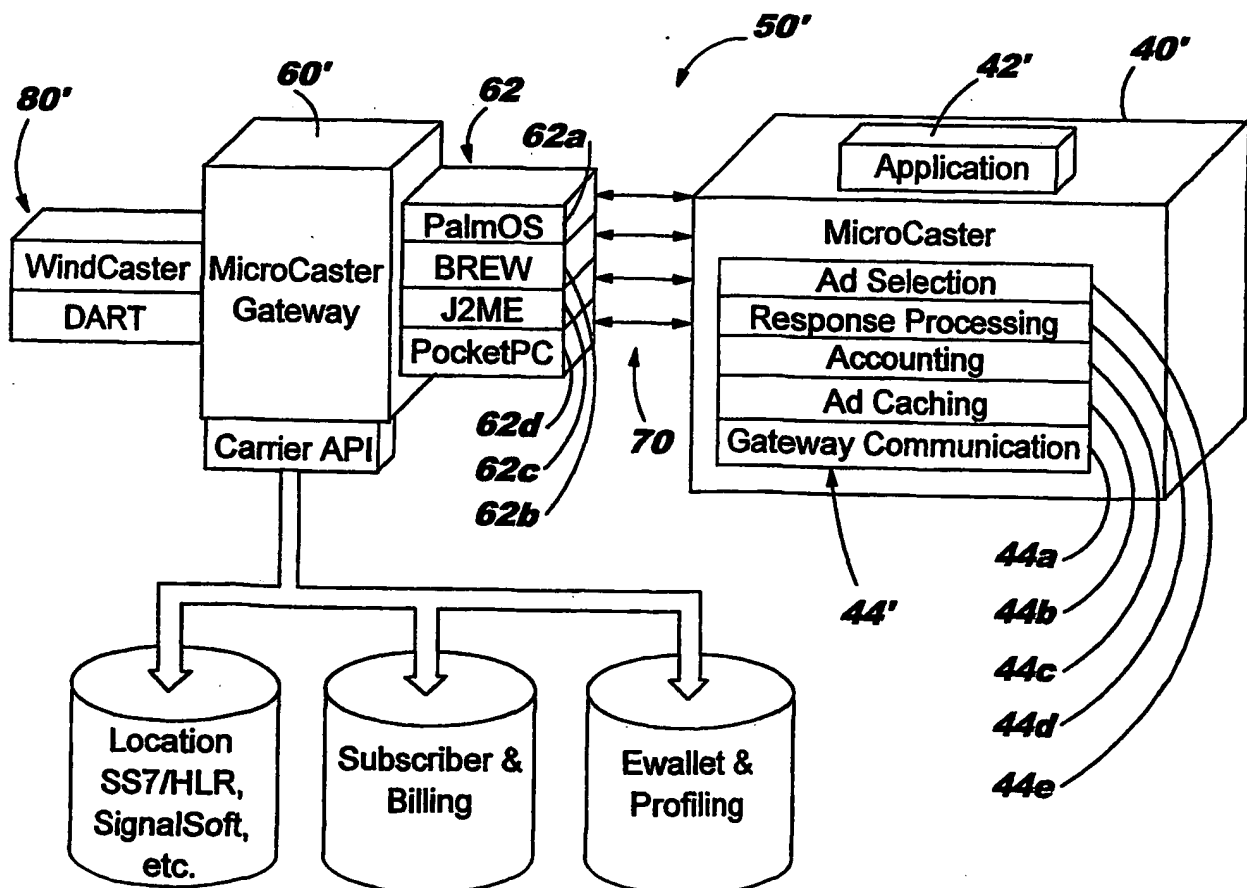 50'
60'
42'
40'
80'
62
62a
Application
PalmOS
MicroCaster
WindCaster
BREW
MicroCaster
Gateway
Ad Selection
DART
J2ME
Response Processing
PocketPC
Accounting
Ad Caching
Carrier API
62d
70
Gateway Communication
62c
62b
44a
44'
44b
44c
44d
44e
Location
SS7/HLR,
SignalSoft,
etc.
Subscriber &
Billing
Ewallet &
Profiling